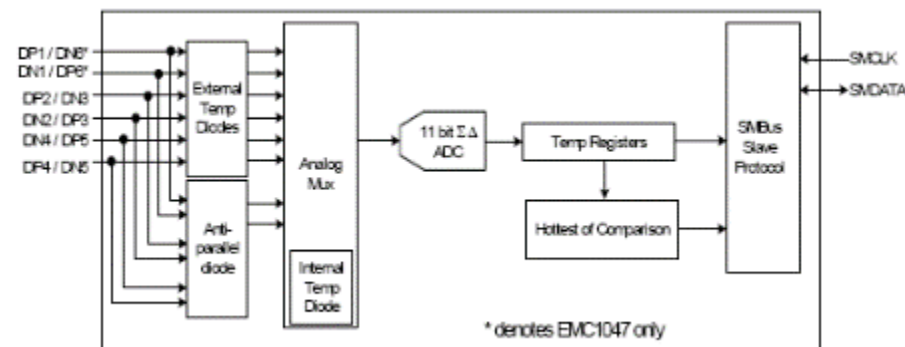 DP1 / DN6*
DN1 / DP6*
DP2 / DN3
DN2 / DP3
DN4 / DP5
DP4 / DN5
External
Temp
Diodes
Anti-
parallel
diode
Analog
Mux
Internal
Temp
Diode
11 bit Σ Δ
ADC
Temp Registers
Hottest of Comparison
SMBus
Slave
Protocol
SMCLK
SMDATA
* denotes EMC1047 only